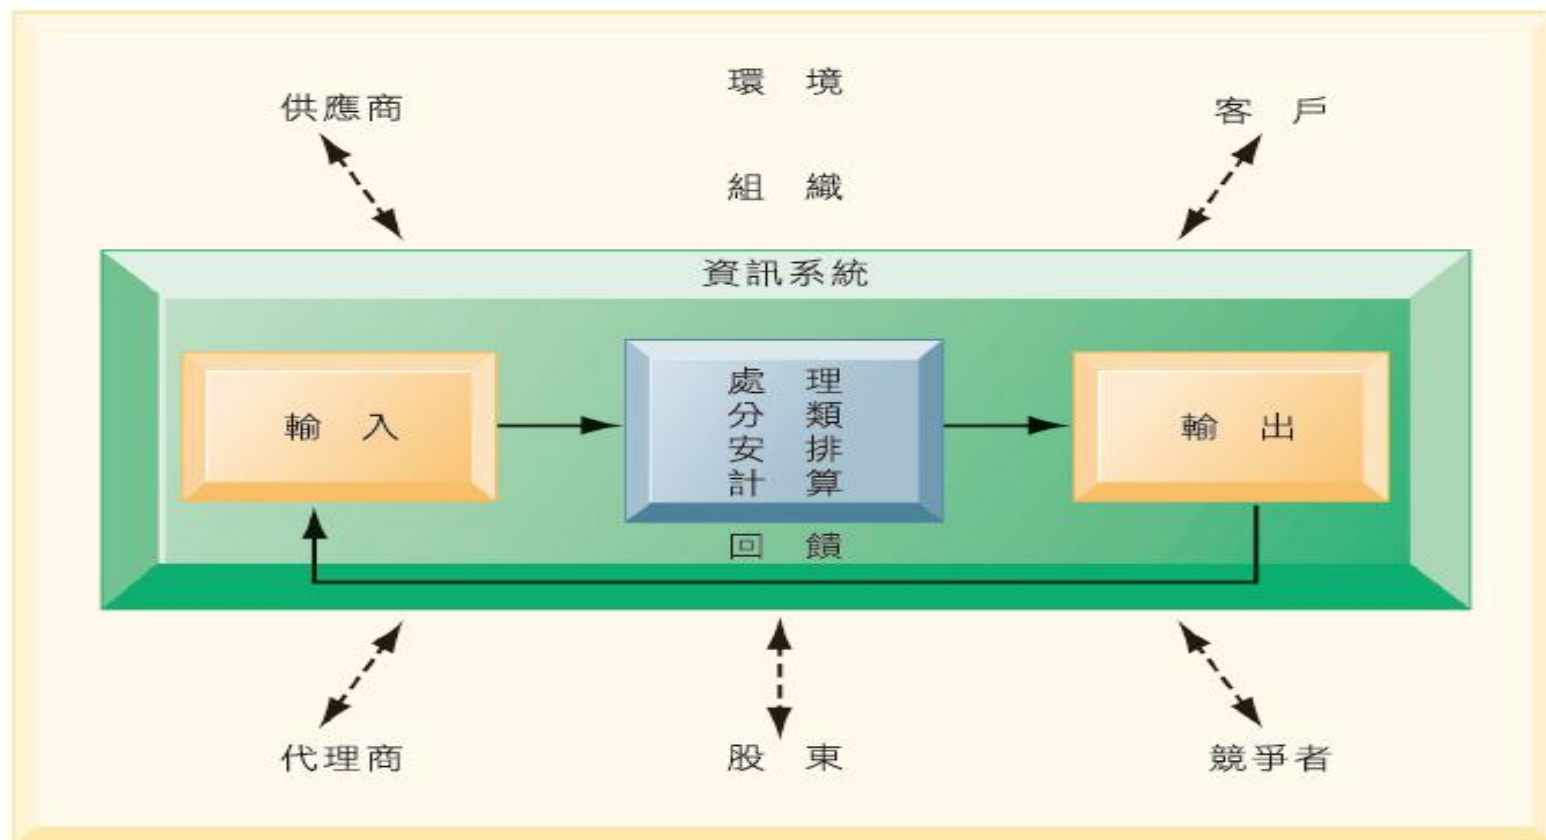 環境
供應商
客戶
組織
資訊系統
輸入
處理
分類
安排
計算
輸出
回饋
代理商
股東
競爭者